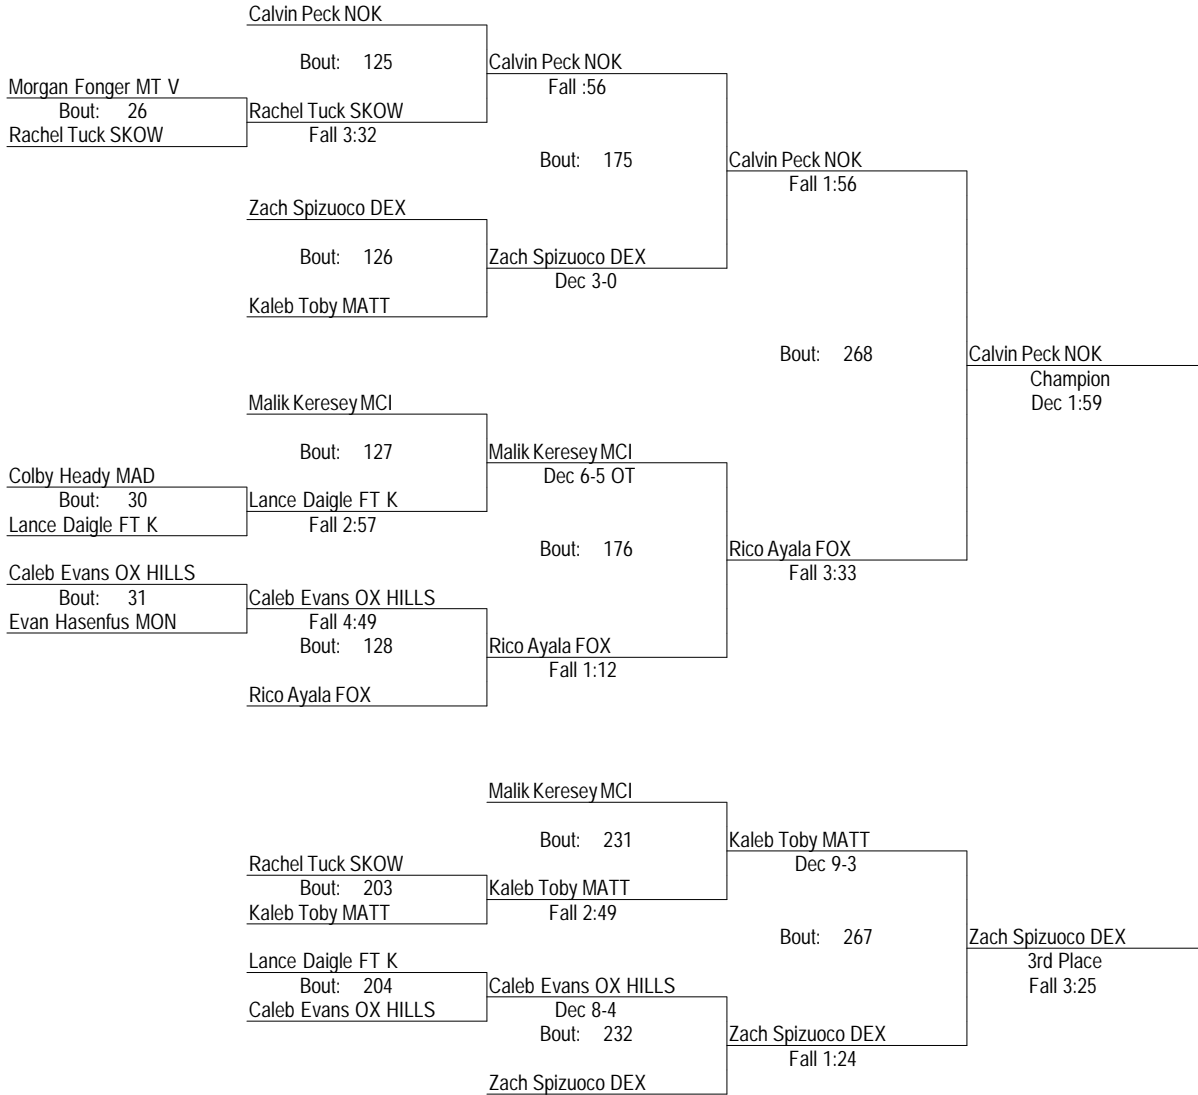 Calvin Peck NOK
Bout: 125
Calvin Peck NOK
Fall :56
Morgan Fonger MT V
Bout: 26
Rachel Tuck SKOW
Rachel Tuck SKOW
Fall 3:32
Bout: 175
Calvin Peck NOK
Fall 1:56
Zach Spizuoco DEX
Bout: 126
Zach Spizuoco DEX
Dec 3-0
Kaleb Toby MATT
Bout: 268
Calvin Peck NOK
Champion
Dec 1:59
Malik Keresey MCI
Bout: 127
Malik Keresey MCI
Dec 6-5 OT
Colby Heady MAD
Bout: 30
Lance Daigle FT K
Lance Daigle FT K
Fall 2:57
Bout: 176
Rico Ayala FOX
Fall 3:33
Caleb Evans OX HILLS
Bout: 31
Evan Hasenfus MON
Caleb Evans OX HILLS
Fall 4:49
Bout: 128
Rico Ayala FOX
Fall 1:12
Rico Ayala FOX
Malik Keresey MCI
Bout: 231
Kaleb Toby MATT
Dec 9-3
Rachel Tuck SKOW
Bout: 203
Kaleb Toby MATT
Kaleb Toby MATT
Fall 2:49
Bout: 267
Zach Spizuoco DEX
3rd Place
Fall 3:25
Lance Daigle FT K
Bout: 204
Caleb Evans OX HILLS
Caleb Evans OX HILLS
Dec 8-4
Bout: 232
Zach Spizuoco DEX
Fall 1:24
Zach Spizuoco DEX